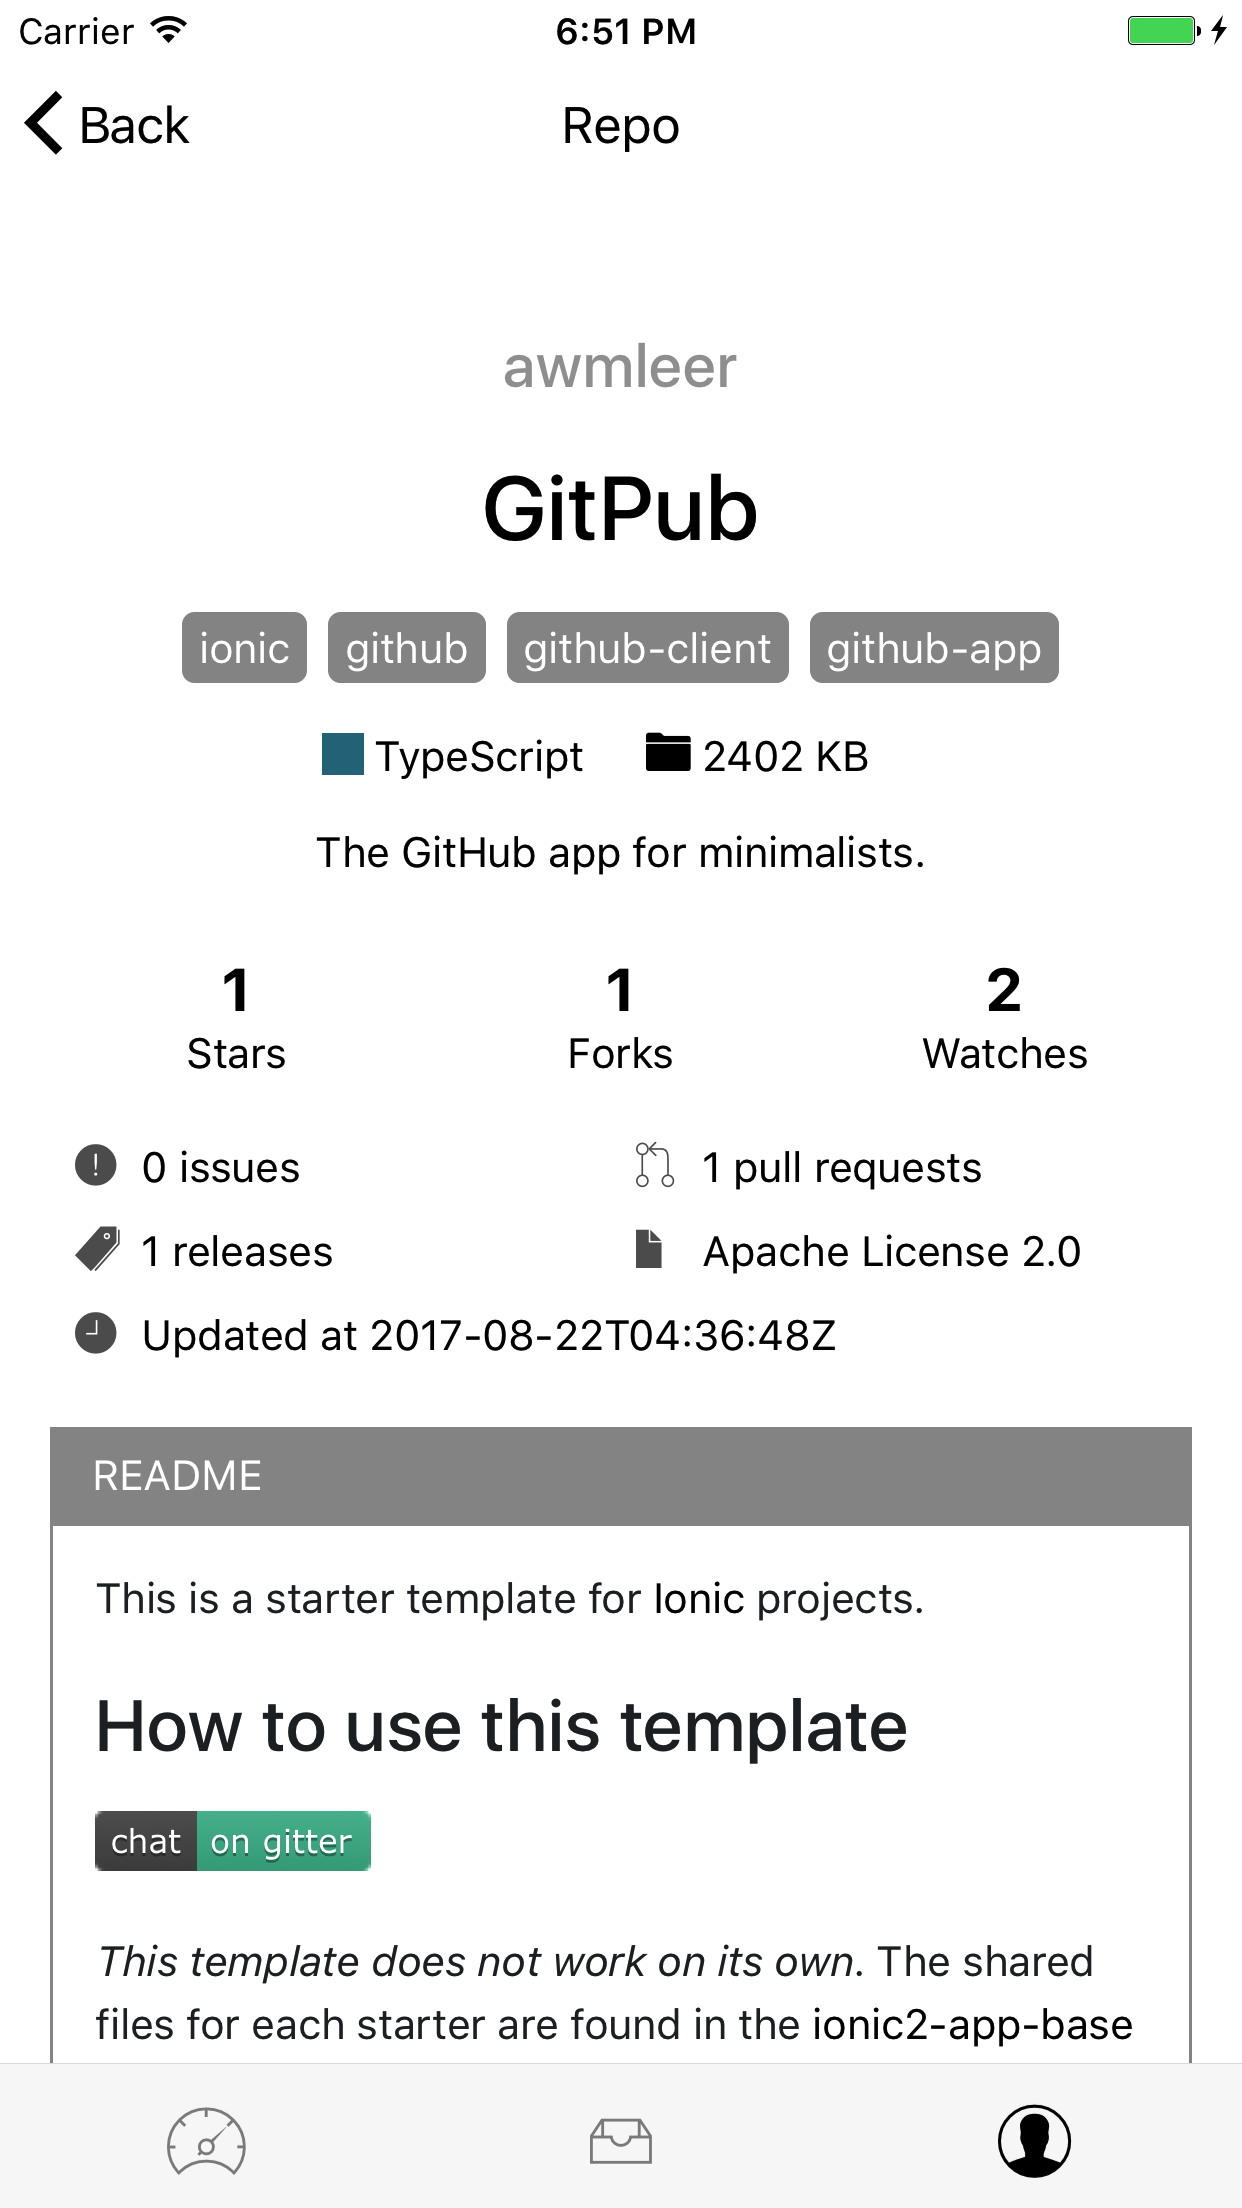 Carrier 6:51 PM
Back Repo
awmleer
GitPub
ionic github github-client github-app
TypeScript 2402 KB
The GitHub app for minimalists.
1 1 2
Stars Forks Watches
0 issues 1 pull requests
1 releases Apache License 2.0
Updated at 2017-08-22T04:36:48Z
README
This is a starter template for Ionic projects.
How to use this template
chat on gitter
This template does not work on its own. The shared
files for each starter are found in the ionic2-app-base